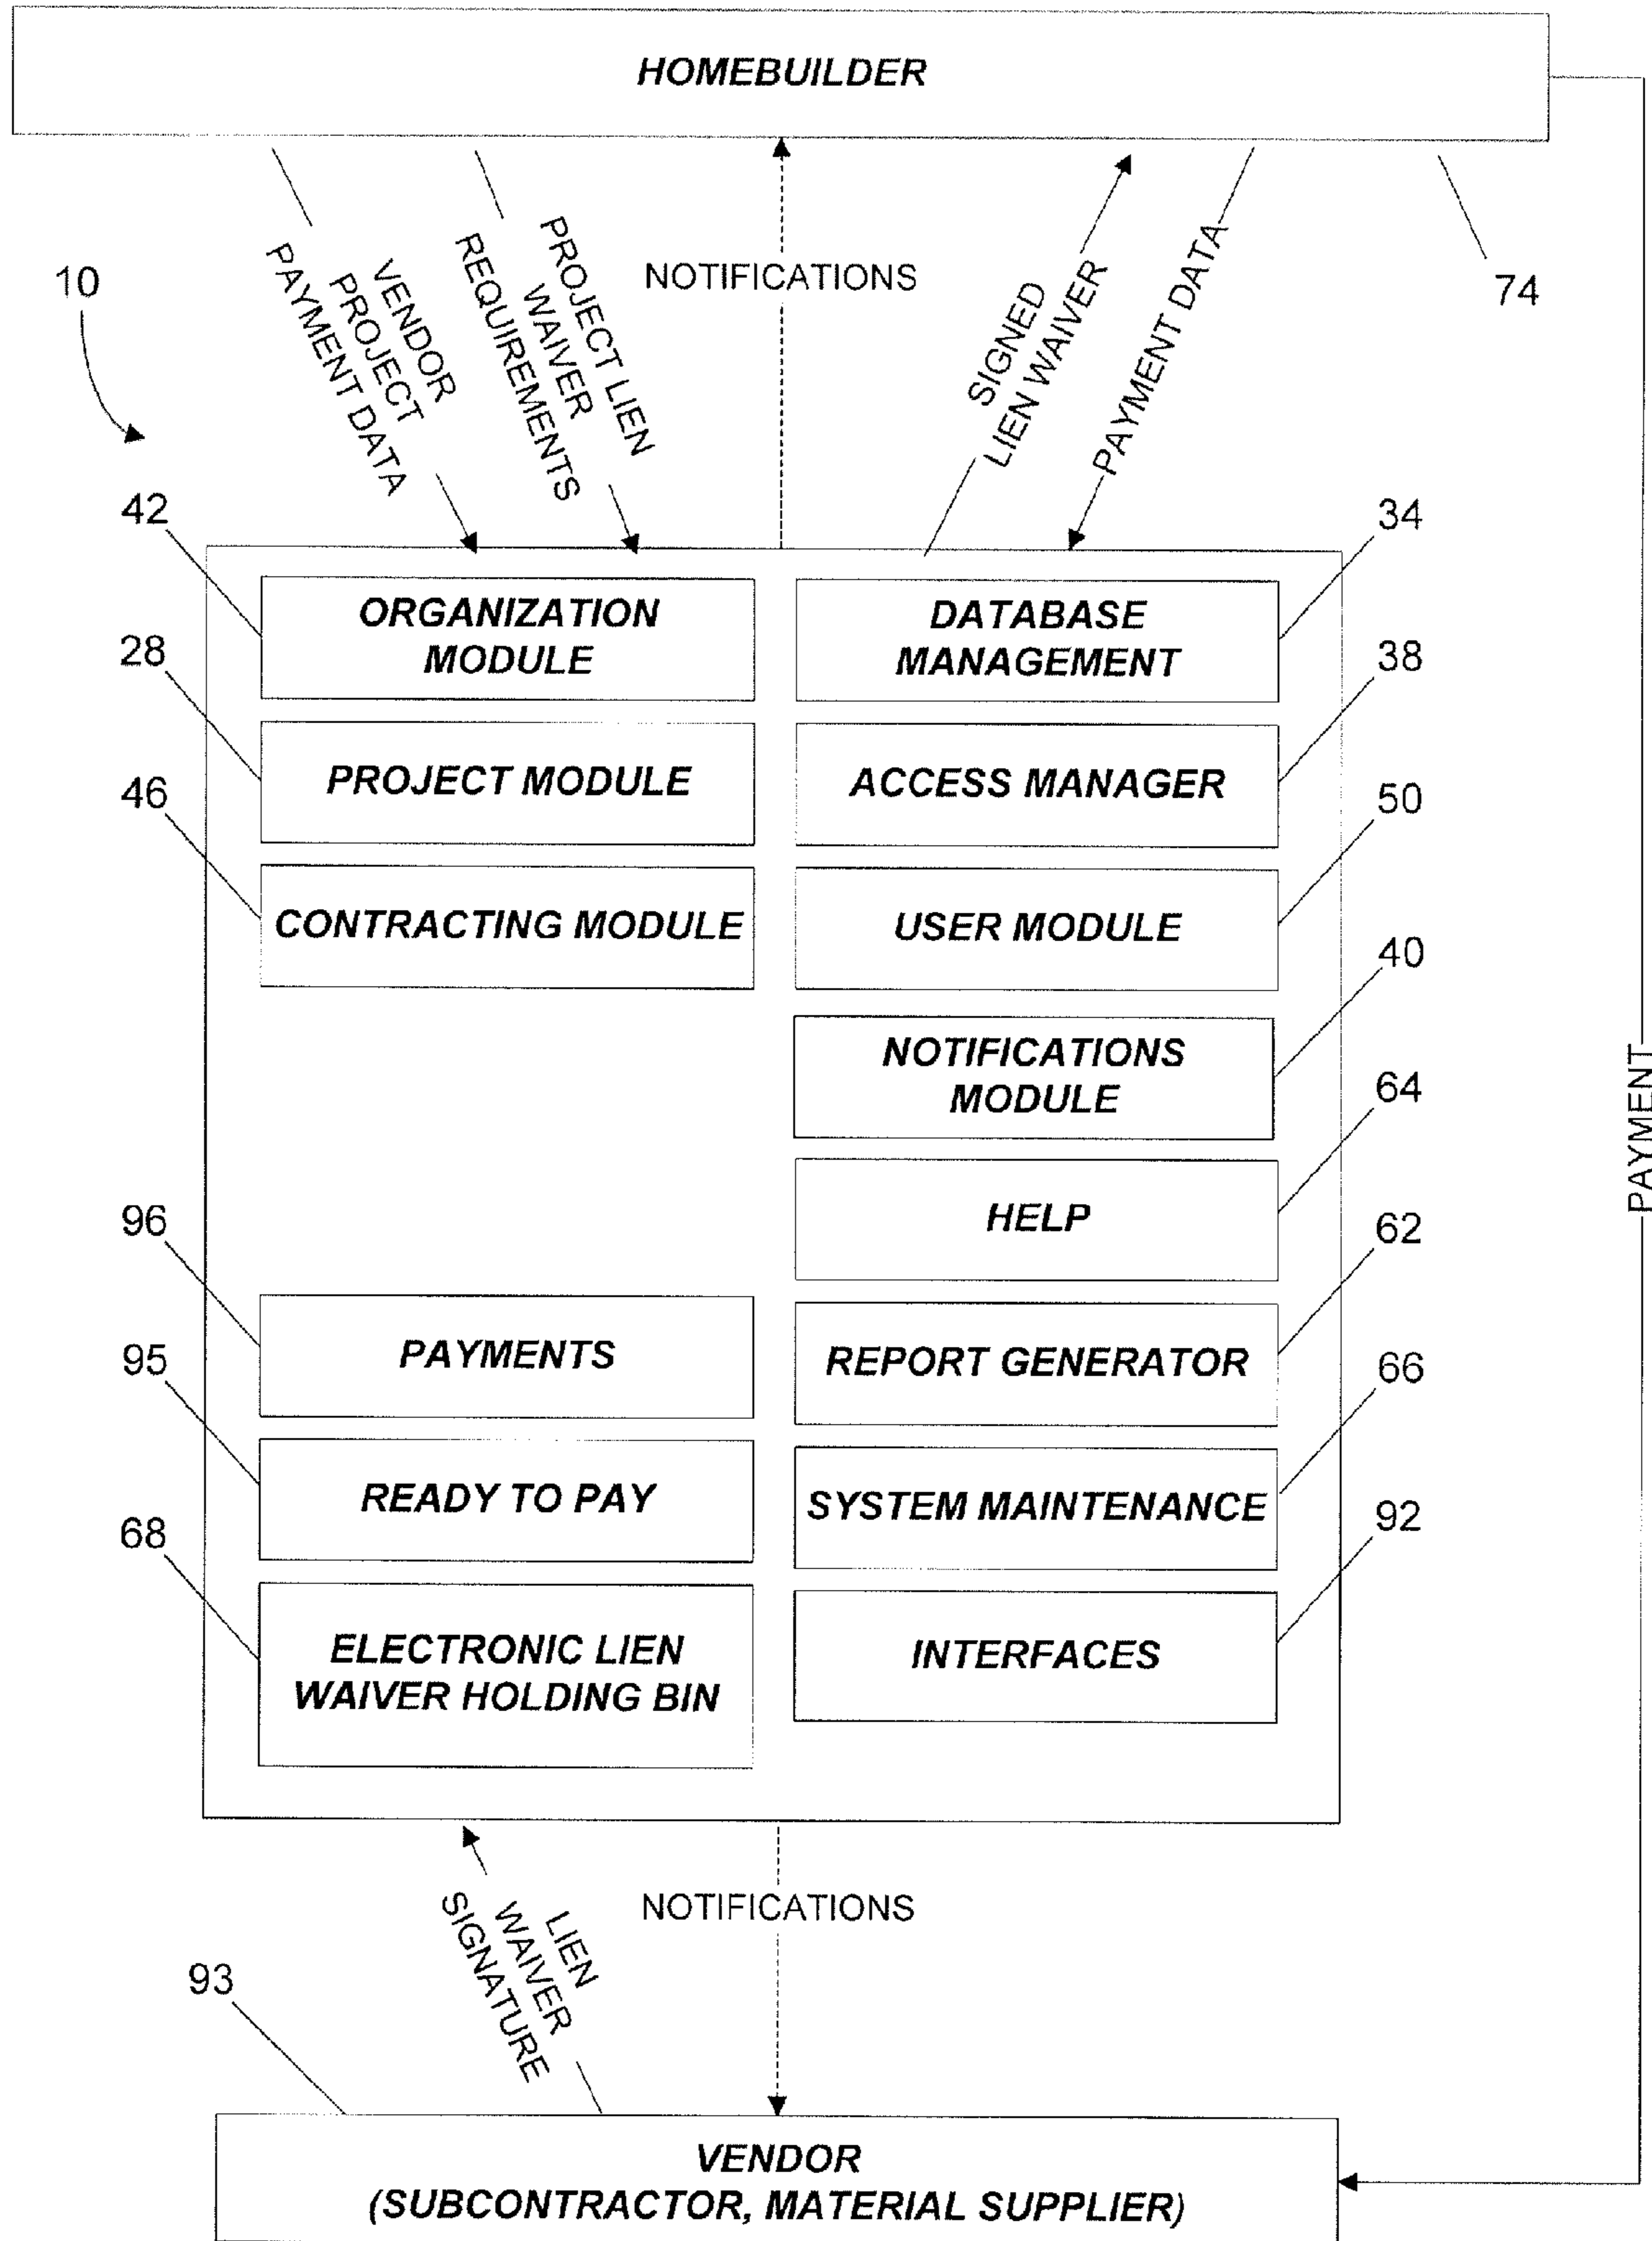 HOMEBUILDER
10
VENDOR
PROJECT
PAYMENT DATA
PROJECT LIEN
WAIVER
REQUIREMENTS
NOTIFICATIONS
SIGNED
LIEN WAIVER
PAYMENT DATA
74
42
ORGANIZATION
MODULE
DATABASE
MANAGEMENT
34
28
PROJECT MODULE
ACCESS MANAGER
38
46
CONTRACTING MODULE
USER MODULE
50
NOTIFICATIONS
MODULE
40
HELP
64
PAYMENT
96
PAYMENTS
REPORT GENERATOR
62
95
READY TO PAY
SYSTEM MAINTENANCE
66
68
ELECTRONIC LIEN
WAIVER HOLDING BIN
INTERFACES
92
LIEN
WAIVER
SIGNATURE
NOTIFICATIONS
93
VENDOR
(SUBCONTRACTOR, MATERIAL SUPPLIER)